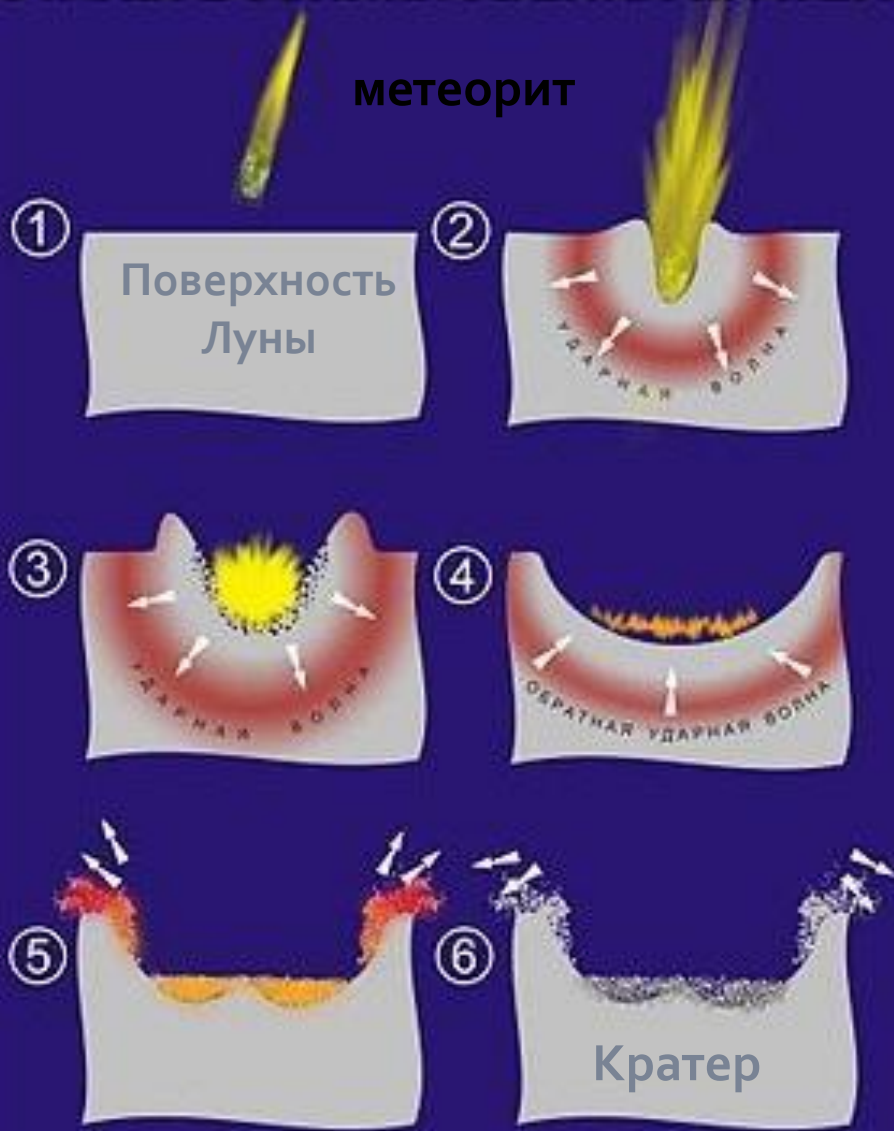 метеорит
1
2
Поверхность
Луны
УДАРНАЯ ВОЛНА
3
4
УДАРНАЯ ВОЛНА
ОБРАТНАЯ УДАРНАЯ ВОЛНА
5
6
Кратер